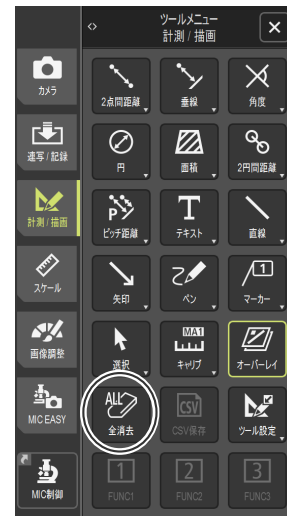 ツールメニュー
計測 / 描画
カメラ
連写 / 記録
計測 / 描画
スケール
画像調整
MIC EASY
MIC制御
2点間距離
垂線
角度
円
面積
2円間距離
P
ピッチ距離
T
テキスト
直線
矢印
ペン
1
マーカー
選択
MA1
キャリブ
オーバーレイ
ALL
全消去
CSV
CSV保存
ツール設定
1
FUNC1
2
FUNC2
3
FUNC3